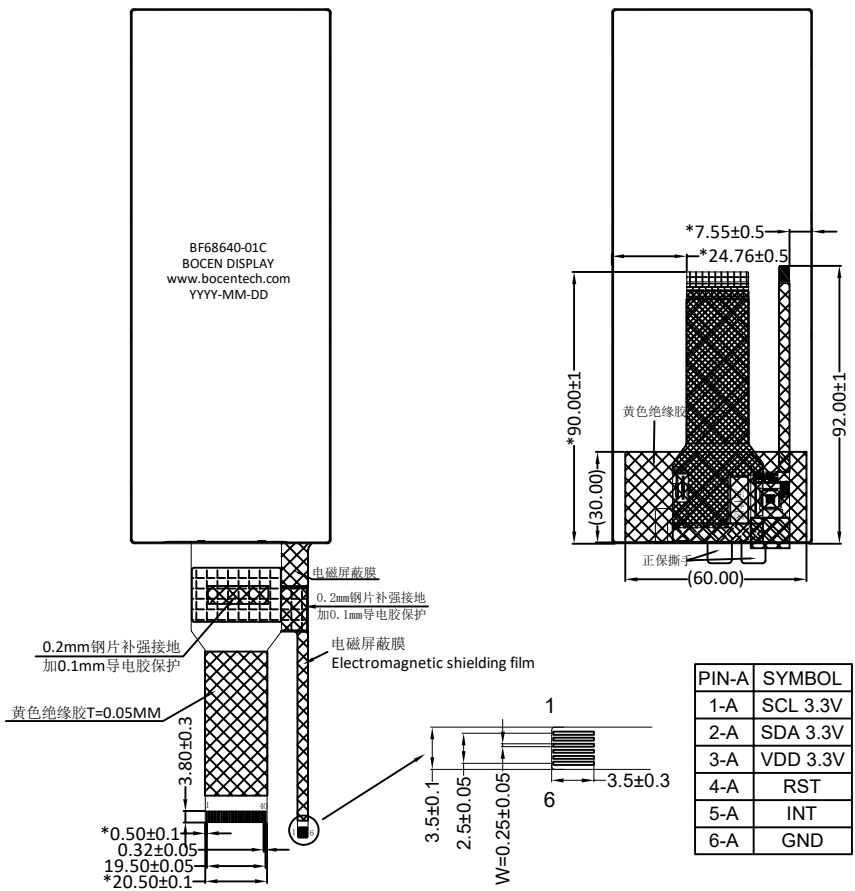 BF68640-01C
BOCEN DISPLAY
www.bocentech.com
YYYY-MM-DD
*7.55±0.5
*24.76±0.5
*90.00±1
92.00±1
黄色绝缘胶
(30.00)
正保撕手
(60.00)
电磁屏蔽膜
0.2mm钢片补强接地
加0.1mm导电胶保护
电磁屏蔽膜
Electromagnetic shielding film
0.2mm钢片补强接地
加0.1mm导电胶保护
黄色绝缘胶T=0.05MM
3.80±0.3
1 40
1 6
*0.50±0.1
0.32±0.05
19.50±0.05
*20.50±0.1
1
6
3.5±0.1
2.5±0.05
W=0.25±0.05
3.5±0.3
PIN-A SYMBOL
1-A SCL 3.3V
2-A SDA 3.3V
3-A VDD 3.3V
4-A RST
5-A INT
6-A GND